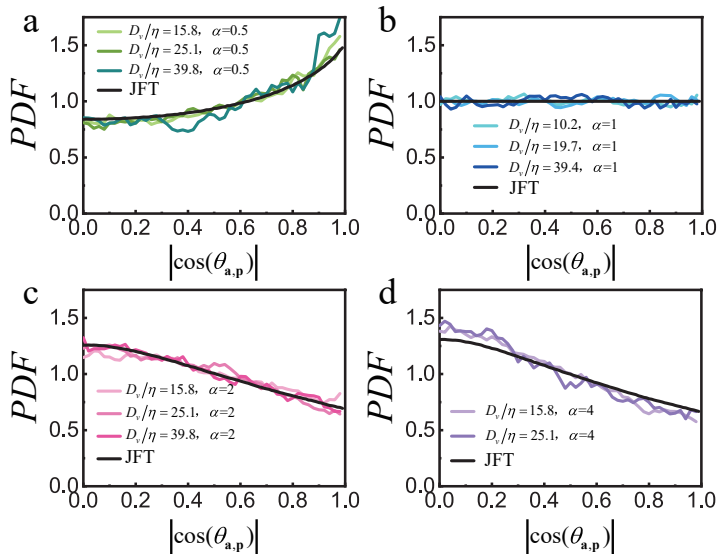 a
PDF
1.5
1.0
0.5
0.0
D_v/η=15.8, α=0.5
D_v/η=25.1, α=0.5
D_v/η=39.8, α=0.5
JFT
0.0 0.2 0.4 0.6 0.8 1.0
|cos(θ_a,p)|
b
PDF
1.5
1.0
0.5
0.0
D_v/η=10.2, α=1
D_v/η=19.7, α=1
D_v/η=39.4, α=1
JFT
0.0 0.2 0.4 0.6 0.8 1.0
|cos(θ_a,p)|
c
PDF
1.5
1.0
0.5
0.0
D_v/η=15.8, α=2
D_v/η=25.1, α=2
D_v/η=39.8, α=2
JFT
0.0 0.2 0.4 0.6 0.8 1.0
|cos(θ_a,p)|
d
PDF
1.5
1.0
0.5
0.0
D_v/η=15.8, α=4
D_v/η=25.1, α=4
JFT
0.0 0.2 0.4 0.6 0.8 1.0
|cos(θ_a,p)|